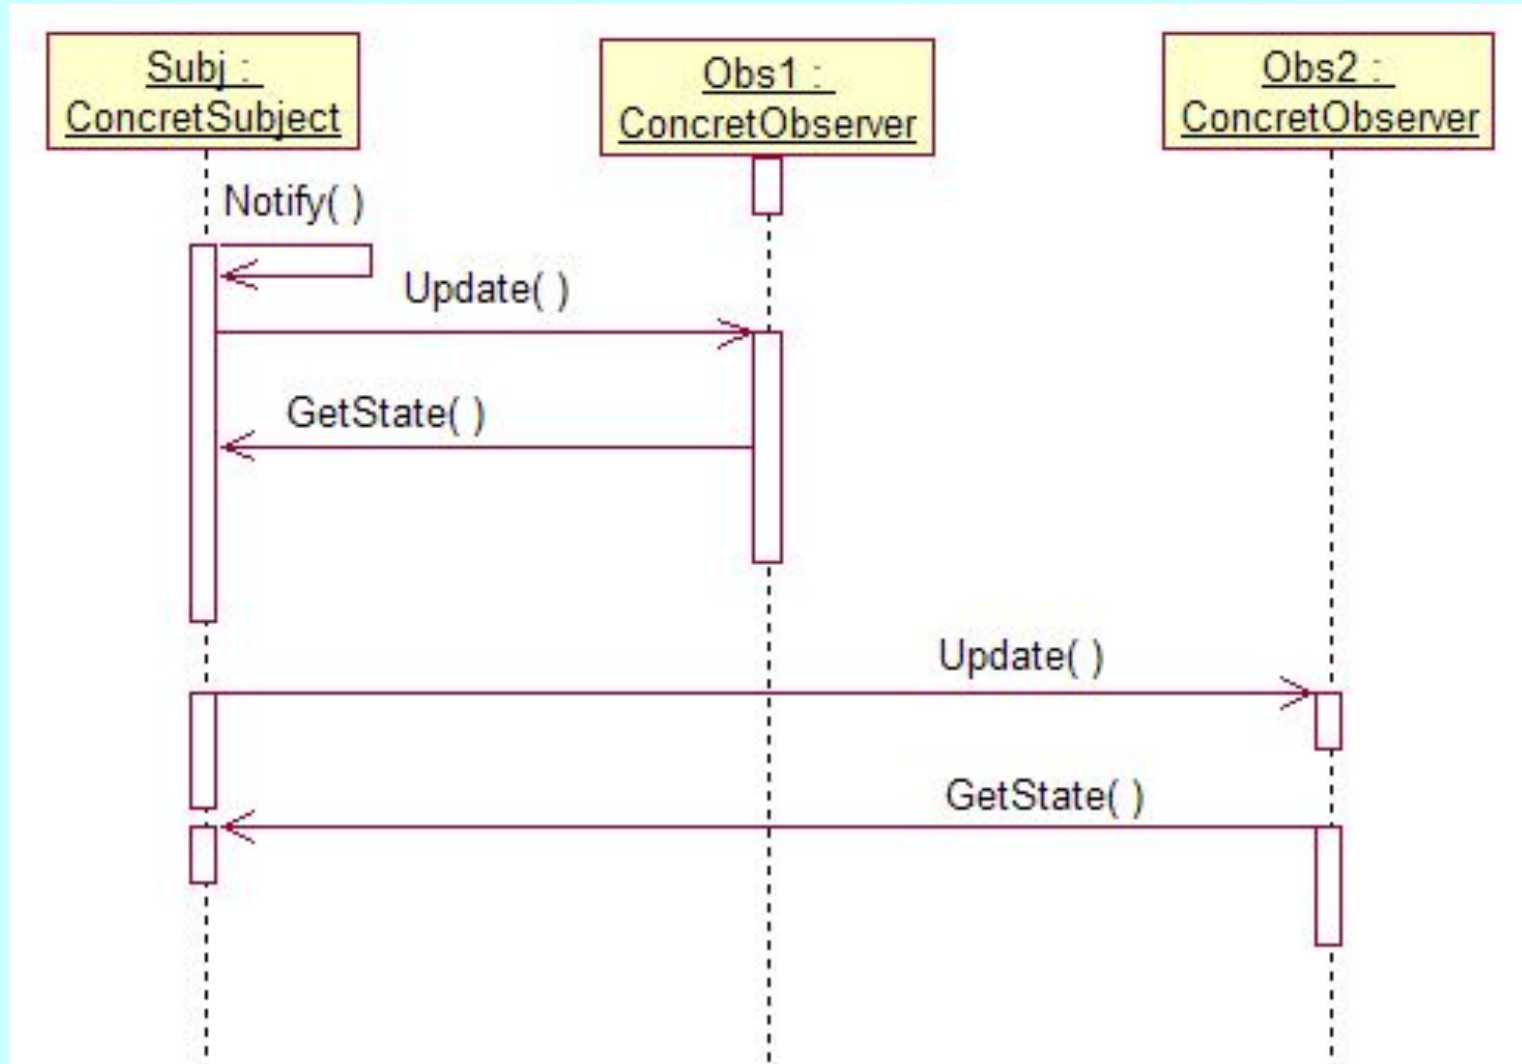 Subj :
ConcretSubject
Obs1 :
ConcretObserver
Obs2 :
ConcretObserver
Notify( )
Update( )
GetState( )
Update( )
GetState( )